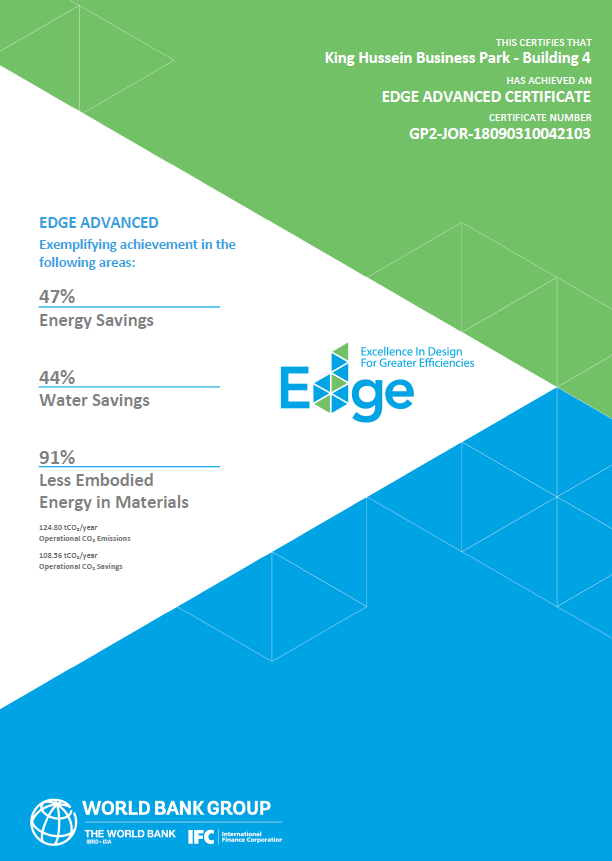 THIS CERTIFIES THAT
King Hussein Business Park - Building 4
HAS ACHIEVED AN
EDGE ADVANCED CERTIFICATE
CERTIFICATE NUMBER
GP2-JOR-18090310042103
EDGE ADVANCED
Exemplifying achievement in the
following areas:
47%
Energy Savings
44%
Water Savings
91%
Less Embodied
Energy in Materials
124.80 tCO₂/year
Operational CO₂ Emissions
108.56 tCO₂/year
Operational CO₂ Savings
Excellence In Design
For Greater Efficiencies
Edge
WORLD BANK GROUP
THE WORLD BANK
IBRD • IDA
IFC
International
Finance Corporation